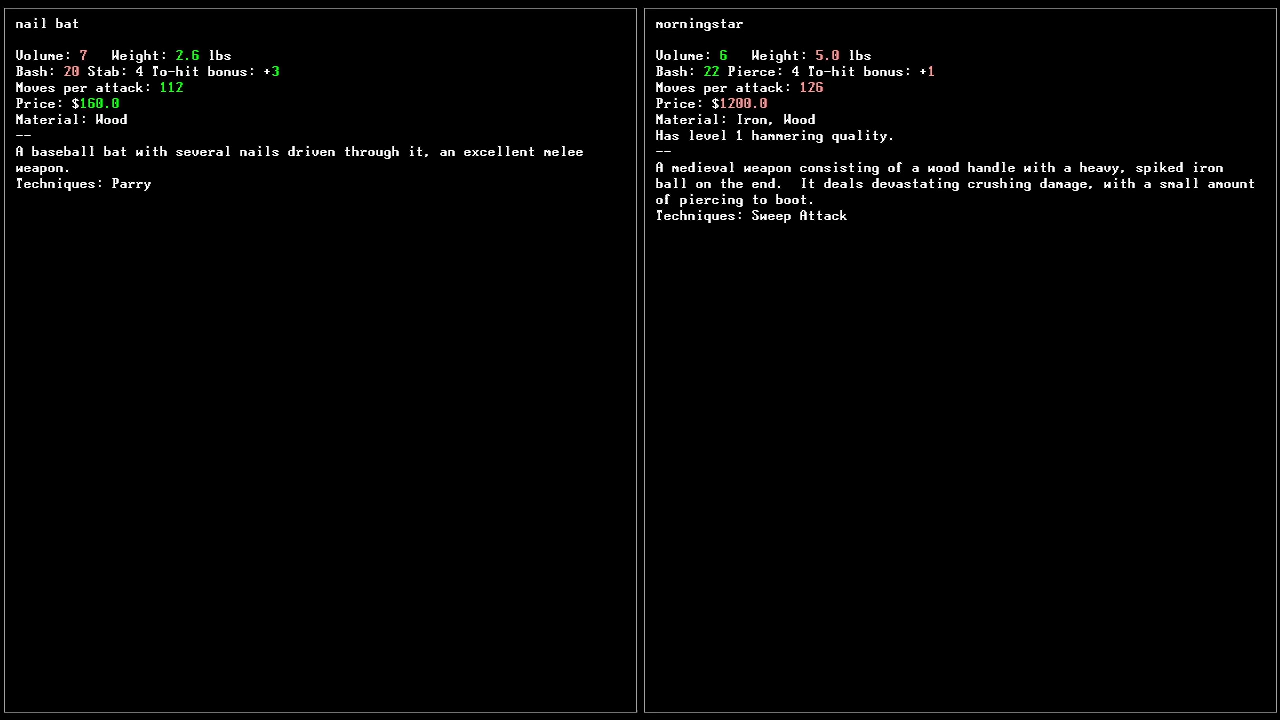 nail bat
Volume: 7   Weight: 2.6 lbs
Bash: 20 Stab: 4 To-hit bonus: +3
Moves per attack: 112
Price: $160.0
Material: Wood
--
A baseball bat with several nails driven through it, an excellent melee
weapon.
Techniques: Parry
morningstar
Volume: 6   Weight: 5.0 lbs
Bash: 22 Pierce: 4 To-hit bonus: +1
Moves per attack: 126
Price: $1200.0
Material: Iron, Wood
Has level 1 hammering quality.
--
A medieval weapon consisting of a wood handle with a heavy, spiked iron
ball on the end.  It deals devastating crushing damage, with a small amount
of piercing to boot.
Techniques: Sweep Attack